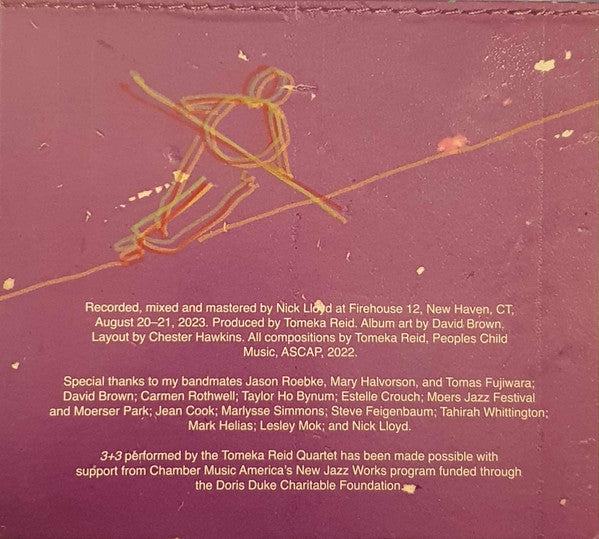 Recorded, mixed and mastered by Nick Lloyd at Firehouse 12, New Haven, CT,
August 20–21, 2023. Produced by Tomeka Reid. Album art by David Brown,
Layout by Chester Hawkins. All compositions by Tomeka Reid, Peoples Child
Music, ASCAP, 2022.
Special thanks to my bandmates Jason Roebke, Mary Halvorson, and Tomas Fujiwara;
David Brown; Carmen Rothwell; Taylor Ho Bynum; Estelle Crouch; Moers Jazz Festival
and Moerser Park; Jean Cook; Marlysse Simmons; Steve Feigenbaum; Tahirah Whittington;
Mark Helias; Lesley Mok; and Nick Lloyd.
3+3 performed by the Tomeka Reid Quartet has been made possible with
support from Chamber Music America's New Jazz Works program funded through
the Doris Duke Charitable Foundation.